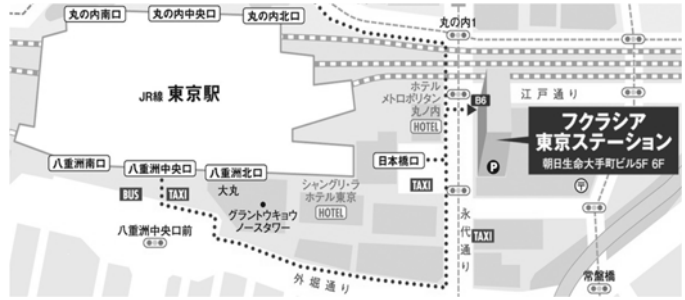 丸の内南口
丸の内中央口
丸の内北口
丸の内1
JR線 東京駅
ホテル
メトロポリタン
丸ノ内
HOTEL
B6
江戸通り
フクラシア
東京ステーション
朝日生命大手町ビル5F 6F
日本橋口
P
〒
八重洲南口
八重洲中央口
八重洲北口
大丸
BUS
TAXI
シャングリ・ラ
ホテル東京
HOTEL
TAXI
グラントウキョウ
ノースタワー
八重洲中央口前
永代通り
TAXI
外堀通り
常盤橋